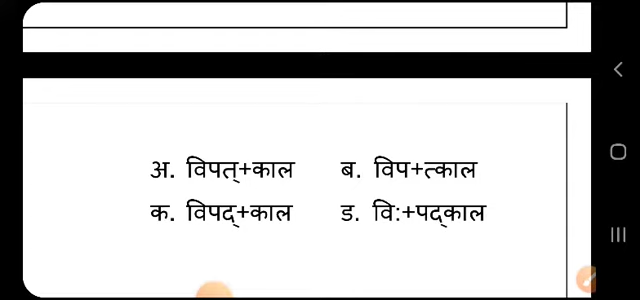 अ. विपत्+काल ब. विप+त्काल
क. विपद्+काल ड. वि:+पद्काल